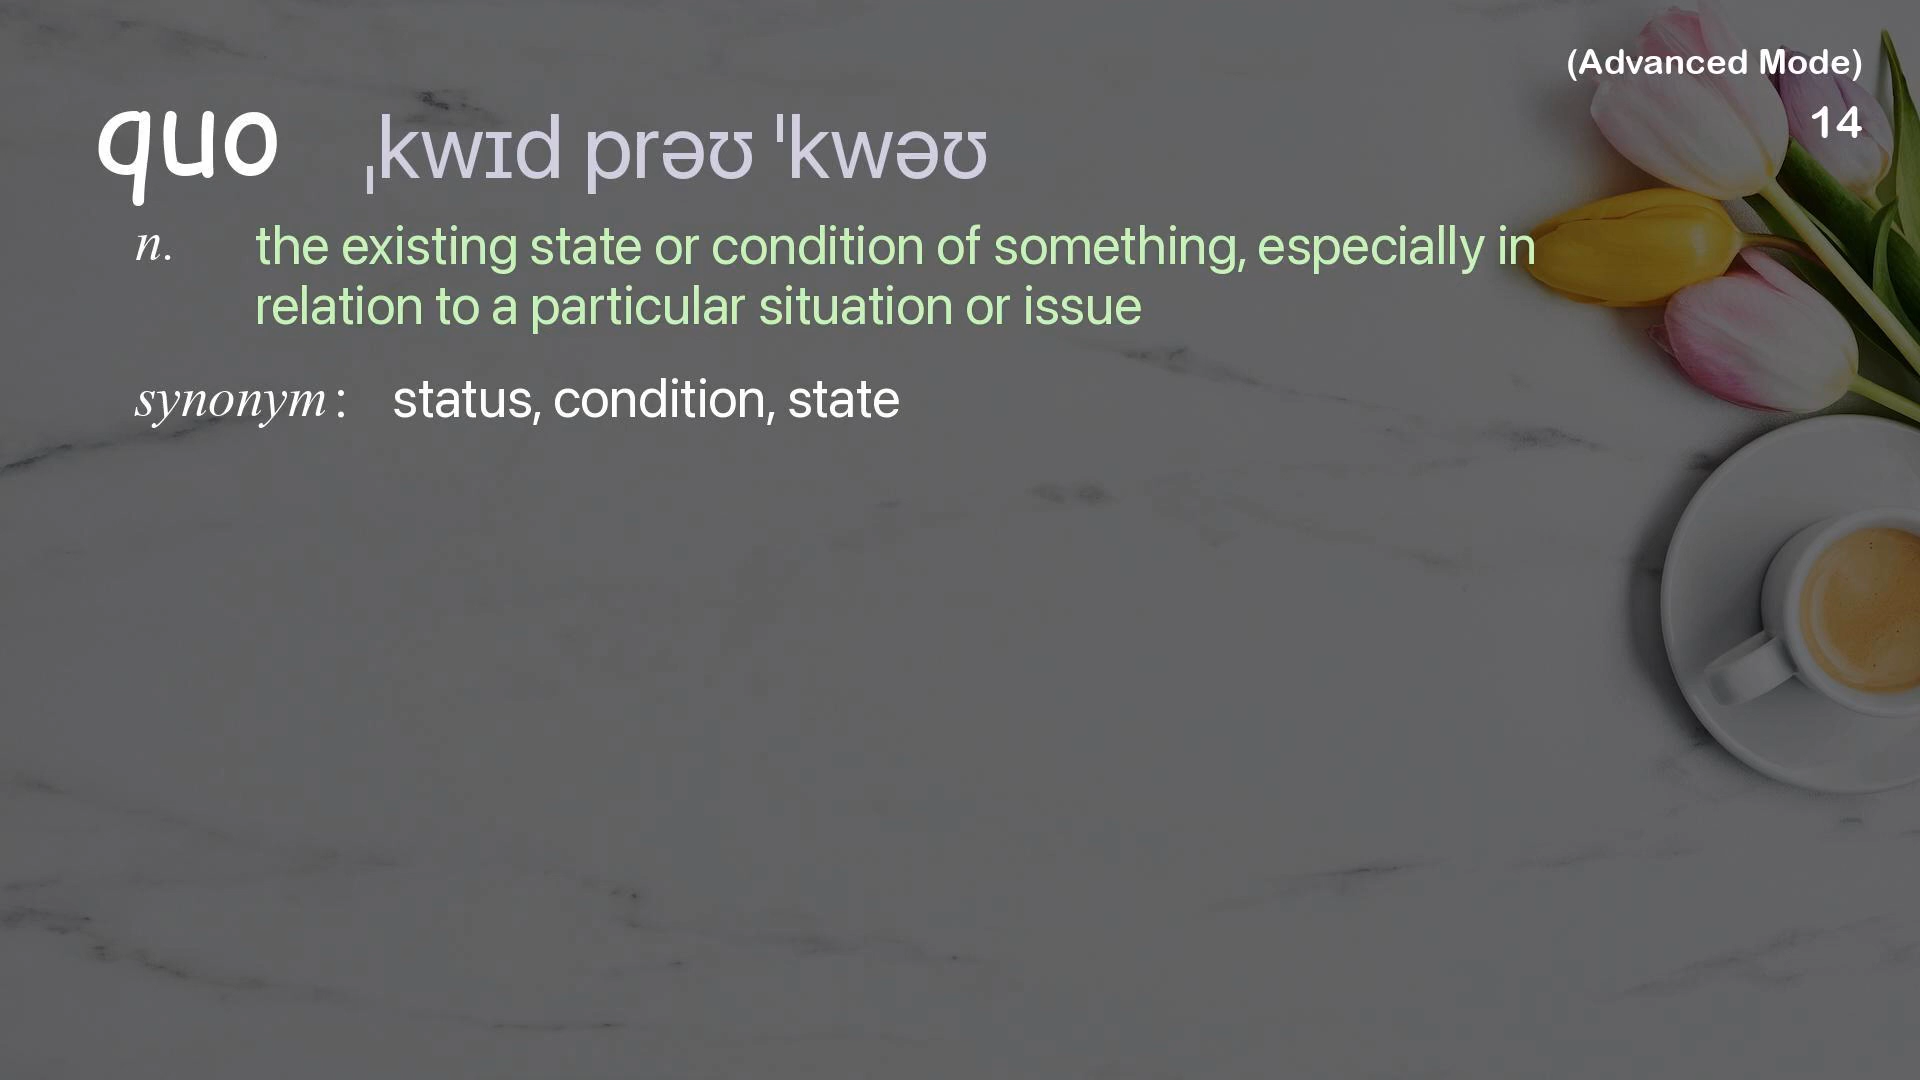 (Advanced Mode)
14
quo ˌkwɪd prəʊ ˈkwəʊ
n. the existing state or condition of something, especially in
relation to a particular situation or issue
synonym: status, condition, state